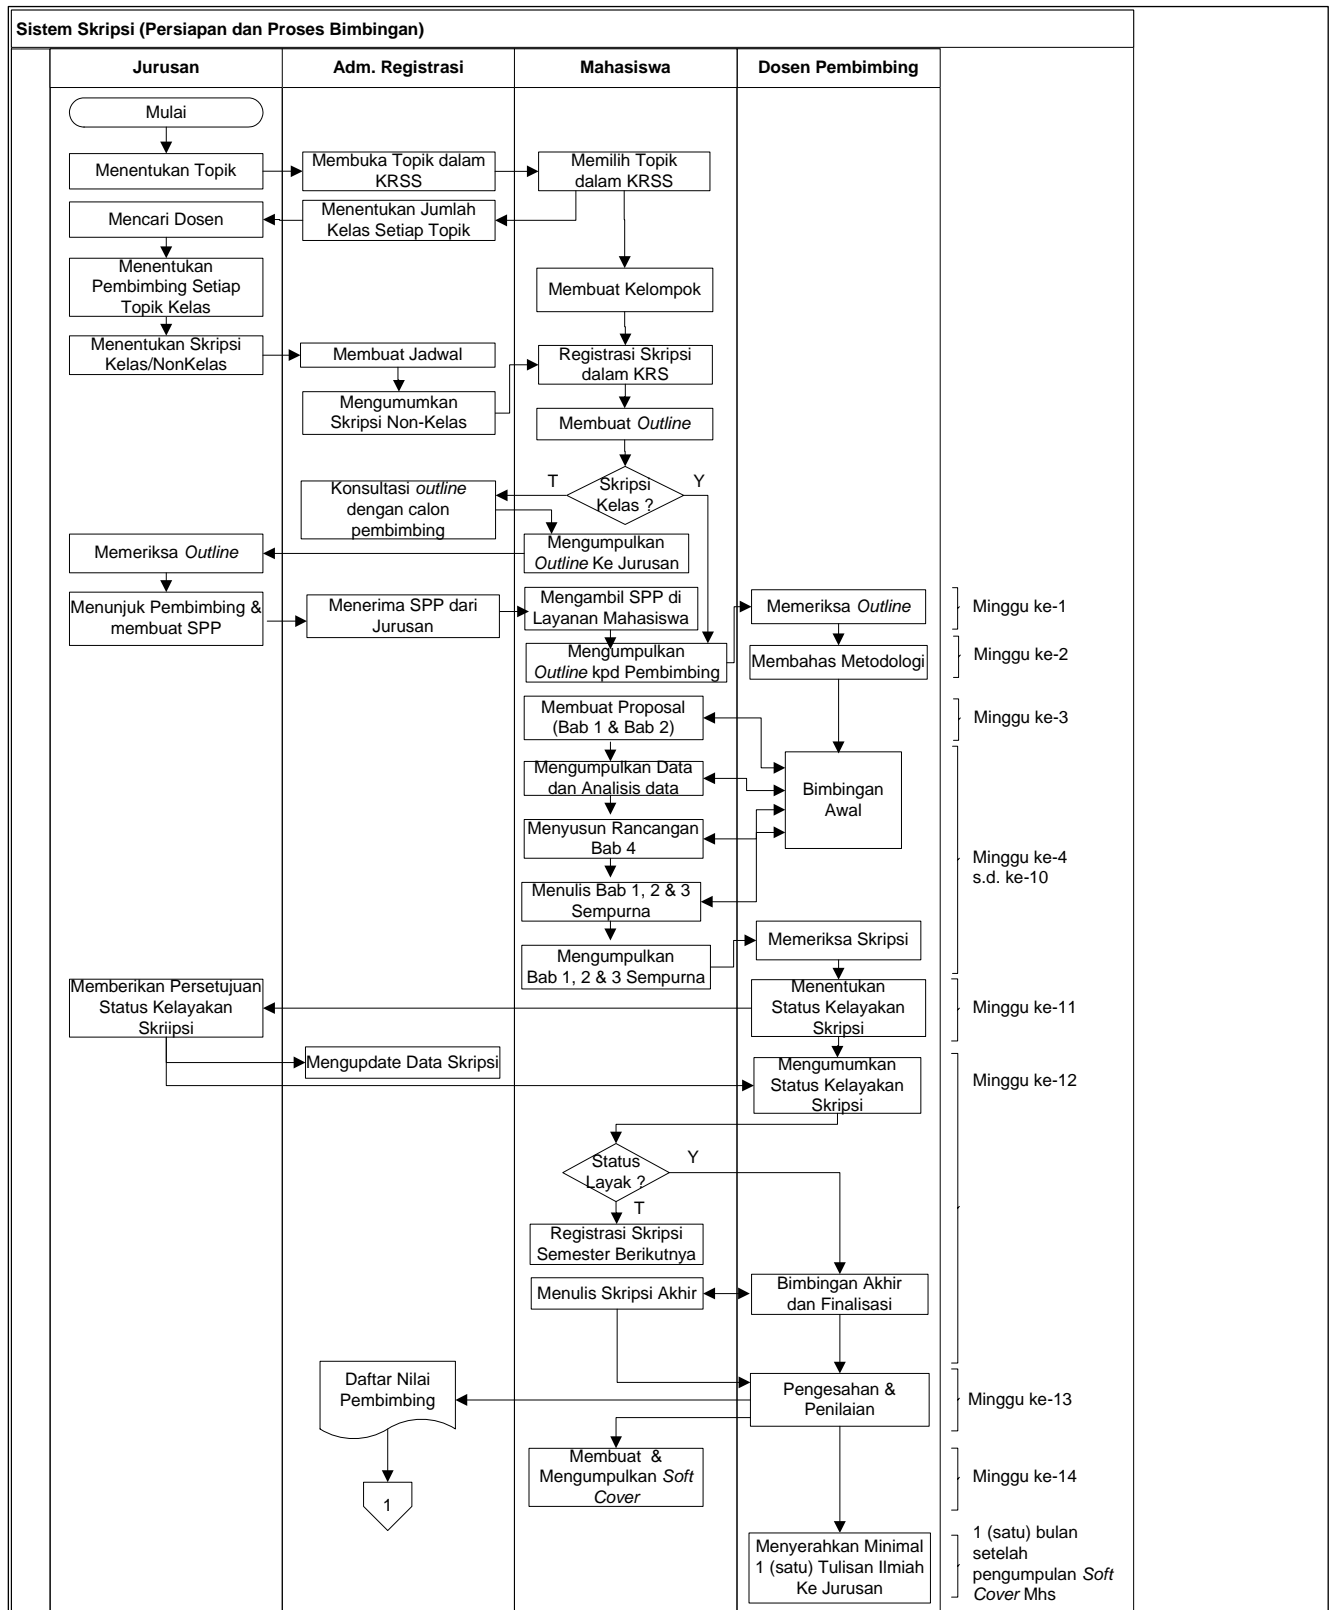 Sistem Skripsi (Persiapan dan Proses Bimbingan)
Jurusan
Adm. Registrasi
Mahasiswa
Dosen Pembimbing
Mulai
Menentukan Topik
Membuka Topik dalam
KRSS
Memilih Topik
dalam KRSS
Mencari Dosen
Menentukan Jumlah
Kelas Setiap Topik
Menentukan
Pembimbing Setiap
Topik Kelas
Membuat Kelompok
Menentukan Skripsi
Kelas/NonKelas
Membuat Jadwal
Registrasi Skripsi
dalam KRS
Mengumumkan
Skripsi Non-Kelas
Membuat Outline
T
Skripsi
Kelas ?
Y
Konsultasi outline
dengan calon
pembimbing
Memeriksa Outline
Mengumpulkan
Outline Ke Jurusan
Menunjuk Pembimbing &
membuat SPP
Menerima SPP dari
Jurusan
Mengambil SPP di
Layanan Mahasiswa
Memeriksa Outline
Minggu ke-1
Mengumpulkan
Outline kpd Pembimbing
Membahas Metodologi
Minggu ke-2
Membuat Proposal
(Bab 1 & Bab 2)
Minggu ke-3
Mengumpulkan Data
dan Analisis data
Bimbingan
Awal
Menyusun Rancangan
Bab 4
Minggu ke-4
s.d. ke-10
Menulis Bab 1, 2 & 3
Sempurna
Memeriksa Skripsi
Mengumpulkan
Bab 1, 2 & 3 Sempurna
Memberikan Persetujuan
Status Kelayakan
Skriipsi
Menentukan
Status Kelayakan
Skripsi
Minggu ke-11
Mengupdate Data Skripsi
Mengumumkan
Status Kelayakan
Skripsi
Minggu ke-12
Status
Layak ?
Y
T
Registrasi Skripsi
Semester Berikutnya
Menulis Skripsi Akhir
Bimbingan Akhir
dan Finalisasi
Daftar Nilai
Pembimbing
Pengesahan &
Penilaian
Minggu ke-13
Membuat &
Mengumpulkan Soft
Cover
Minggu ke-14
1
Menyerahkan Minimal
1 (satu) Tulisan Ilmiah
Ke Jurusan
1 (satu) bulan
setelah
pengumpulan Soft
Cover Mhs